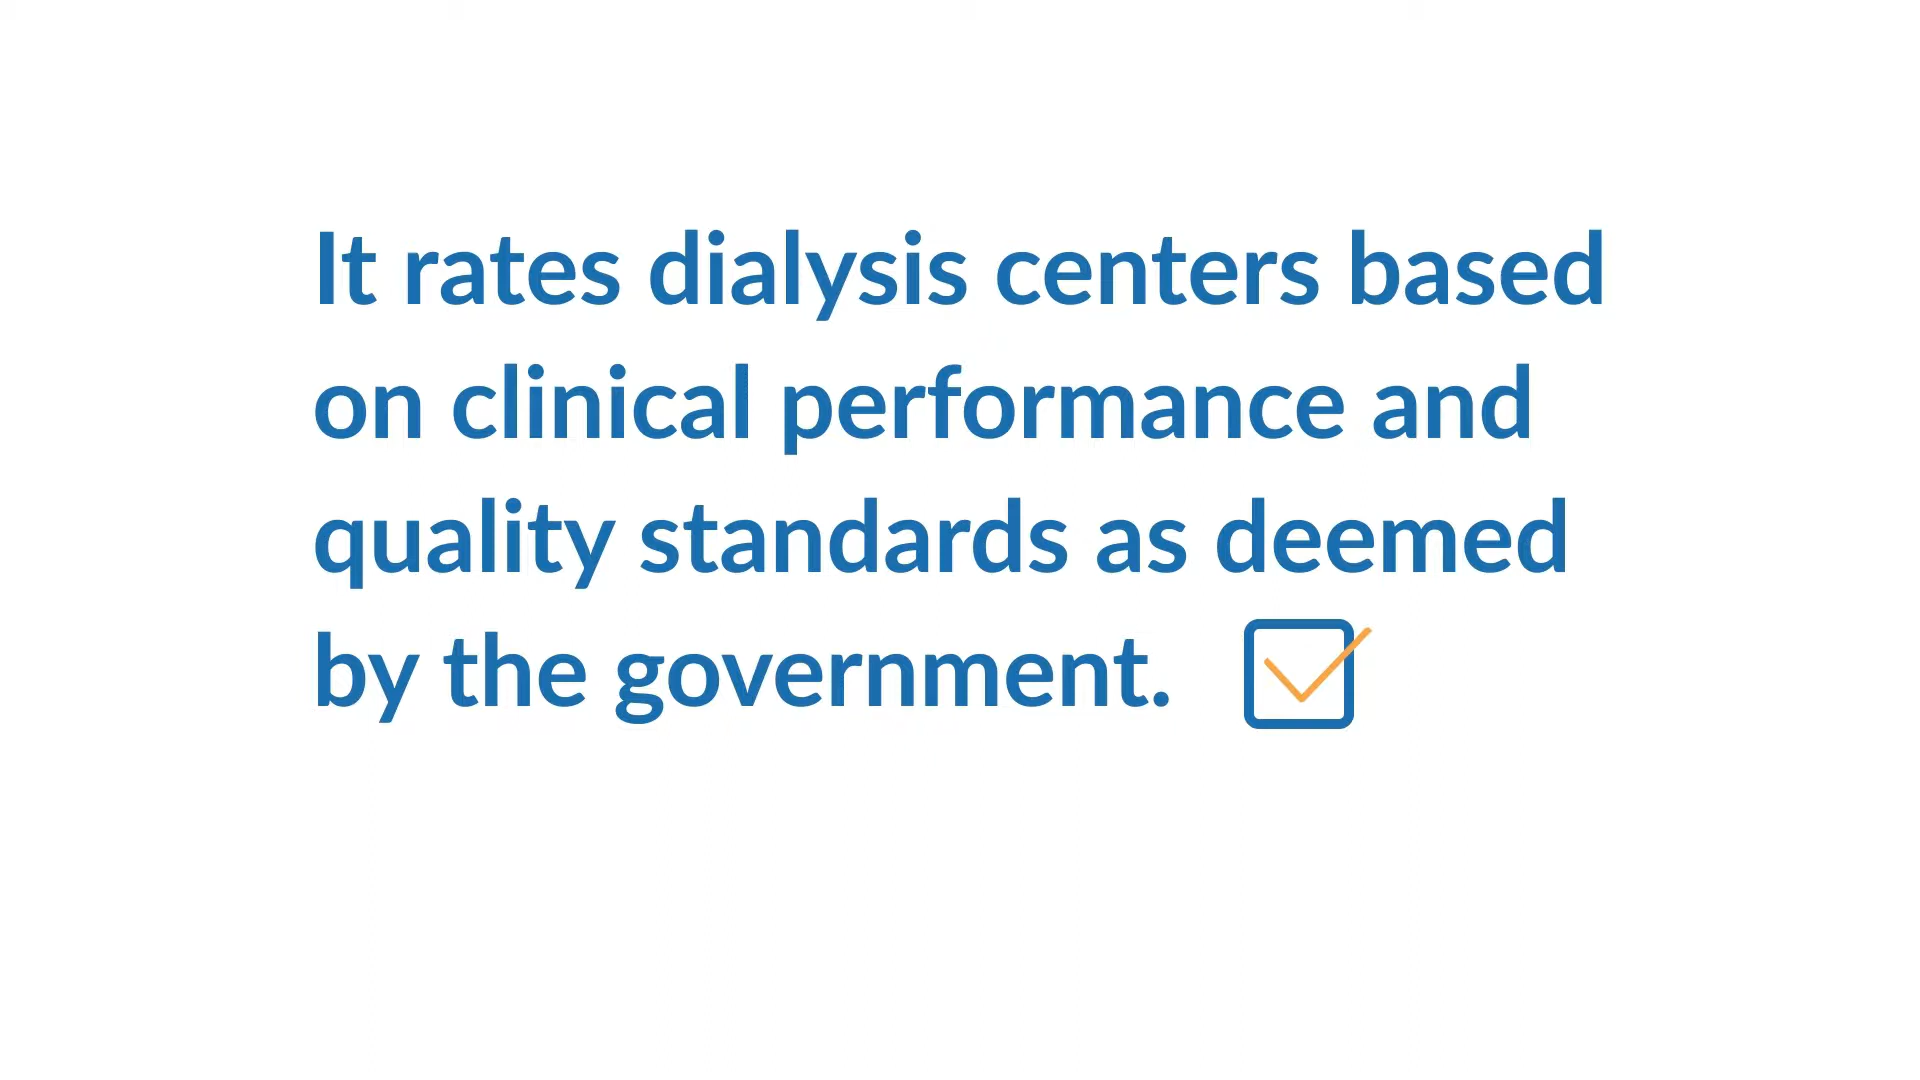 It rates dialysis centers based
on clinical performance and
quality standards as deemed
by the government.